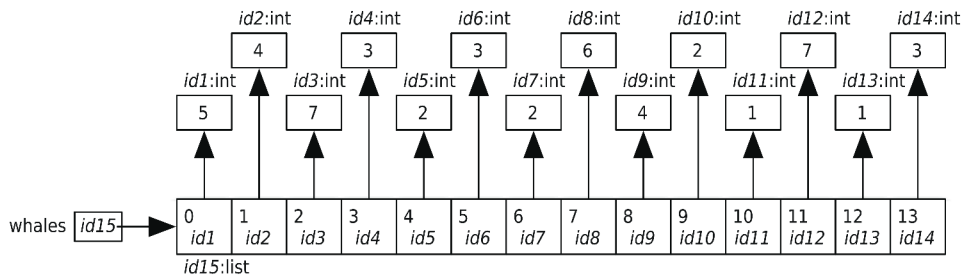 id2:int id4:int id6:int id8:int id10:int id12:int id14:int
4 3 3 6 2 7 3
id1:int id3:int id5:int id7:int id9:int id11:int id13:int
5 7 2 2 4 1 1
0 1 2 3 4 5 6 7 8 9 10 11 12 13
whales id15 id1 id2 id3 id4 id5 id6 id7 id8 id9 id10 id11 id12 id13 id14
id15:list